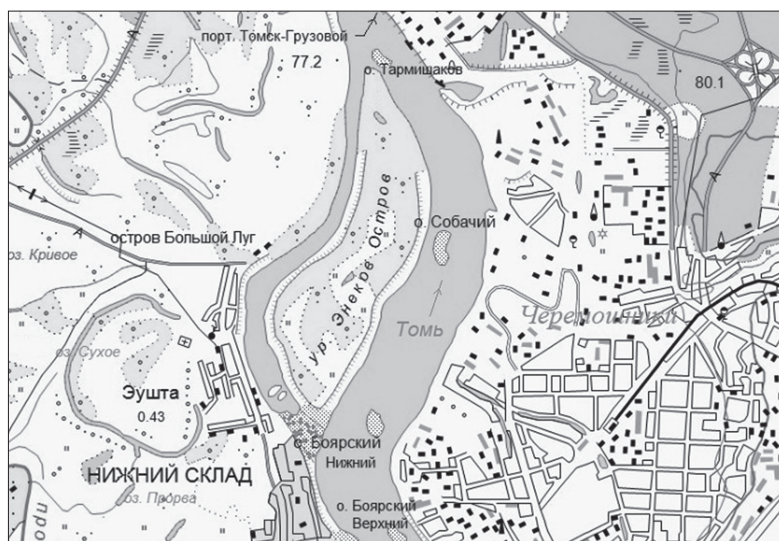 порт. Томск-Грузовой
77.2
о. Тармишаков
80.1
остров Большой Луг
о. Собачий
оз. Кривое
ур. Энеков Остров
Томь
Черемошники
оз. Сухое
Эушта
0.43
о. Боярский
Нижний
НИЖНИЙ СКЛАД
оз. Прорва
о. Боярский
Верхний
А
А
А